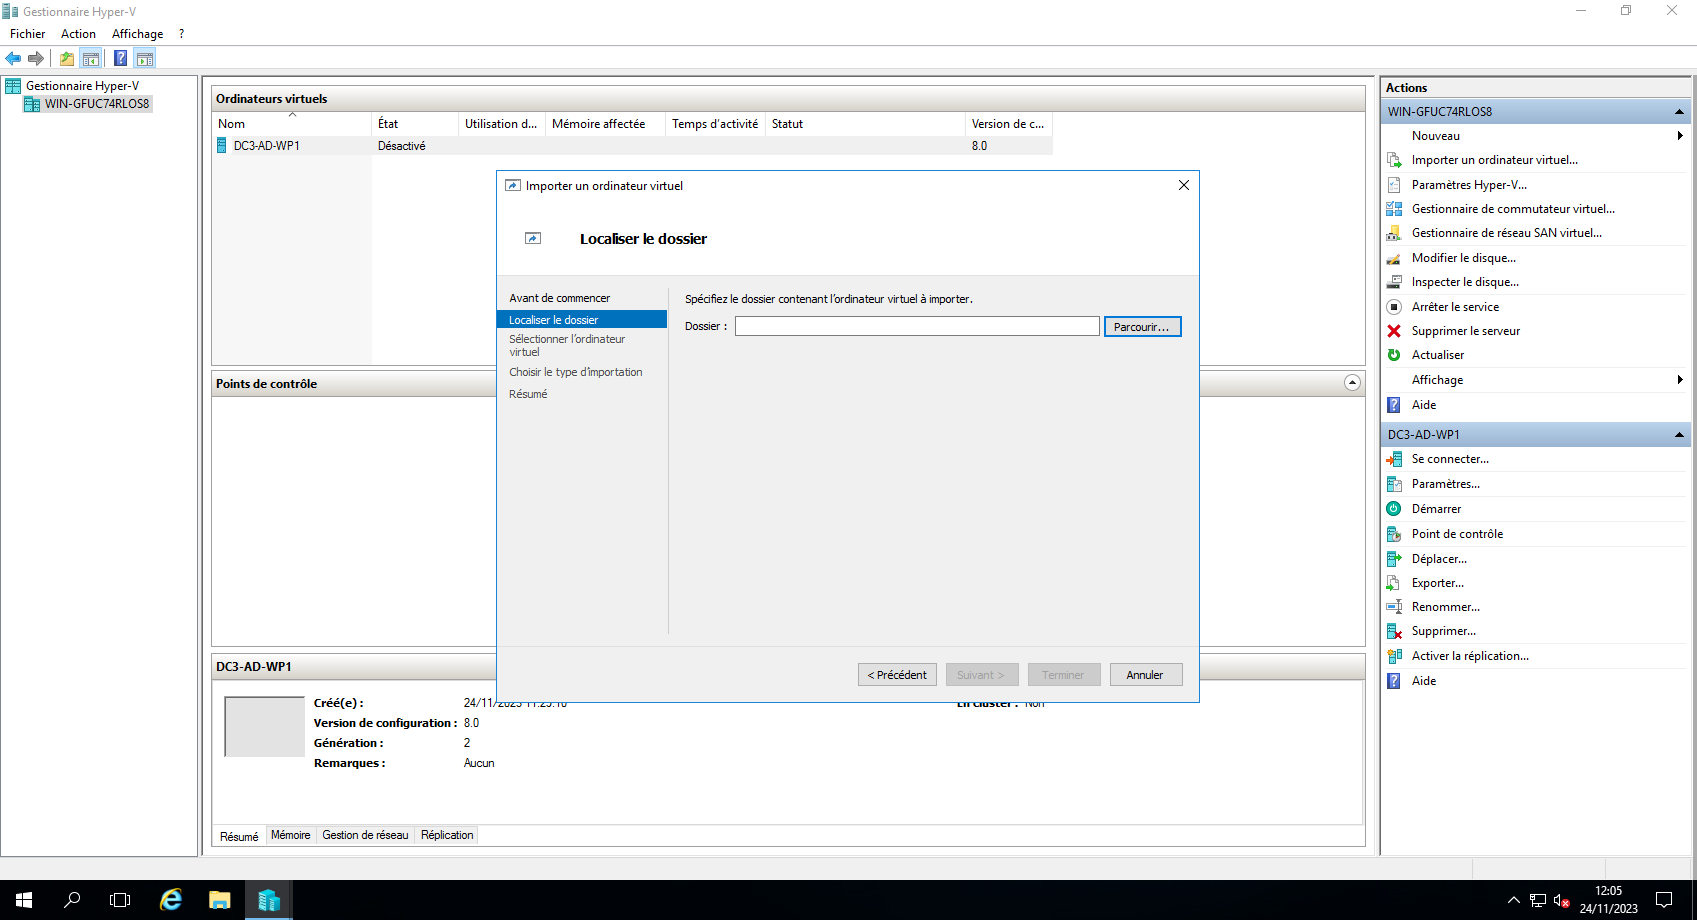 Gestionnaire Hyper-V
Fichier Action Affichage ?
Gestionnaire Hyper-V
WIN-GFUC74RLOS8
Ordinateurs virtuels
Nom État Utilisation d... Mémoire affectée Temps d'activité Statut Version de c...
DC3-AD-WP1 Désactivé 8.0
Importer un ordinateur virtuel
Localiser le dossier
Avant de commencer
Localiser le dossier
Sélectionner l'ordinateur
virtuel
Choisir le type d'importation
Résumé
Spécifiez le dossier contenant l'ordinateur virtuel à importer.
Dossier : Parcourir...
< Précédent Suivant > Terminer Annuler
Points de contrôle
DC3-AD-WP1
Créé(e) : 24/11/2023 11:25:10 En cluster : Non
Version de configuration : 8.0
Génération : 2
Remarques : Aucun
Résumé Mémoire Gestion de réseau Réplication
Actions
WIN-GFUC74RLOS8
Nouveau
Importer un ordinateur virtuel...
Paramètres Hyper-V...
Gestionnaire de commutateur virtuel...
Gestionnaire de réseau SAN virtuel...
Modifier le disque...
Inspecter le disque...
Arrêter le service
Supprimer le serveur
Actualiser
Affichage
Aide
DC3-AD-WP1
Se connecter...
Paramètres...
Démarrer
Point de contrôle
Déplacer...
Exporter...
Renommer...
Supprimer...
Activer la réplication...
Aide
12:05
24/11/2023